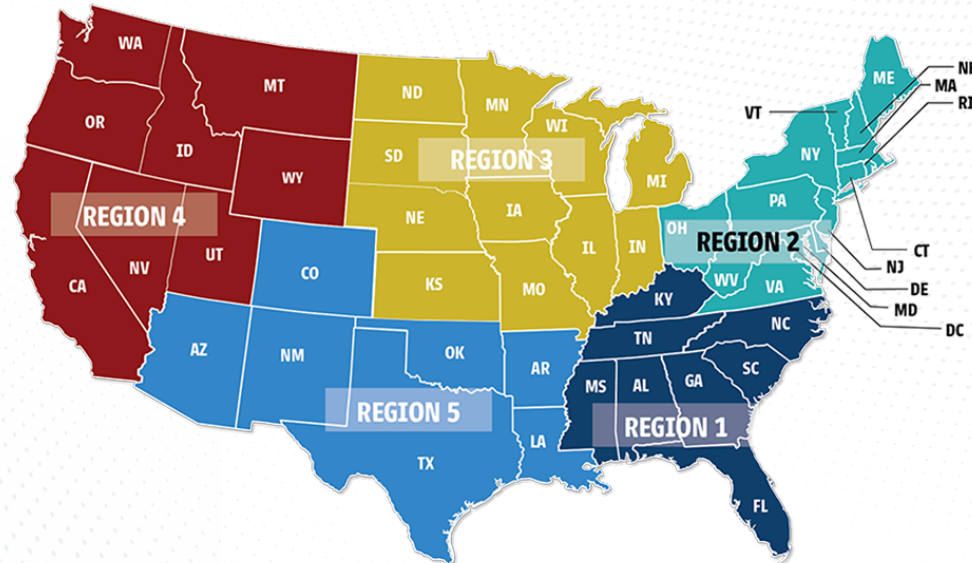 WA
MT
ND
MN
ME
MA
RI
VT
OR
ID
WI
NY
SD
REGION 3
WY
MI
PA
NE
IA
REGION 4
OH
REGION 2
UT
IL
IN
CT
NV
CO
NJ
CA
KS
MO
WV
VA
DE
KY
MD
NC
DC
TN
AZ
NM
OK
AR
MS
AL
GA
SC
REGION 5
REGION 1
LA
TX
FL